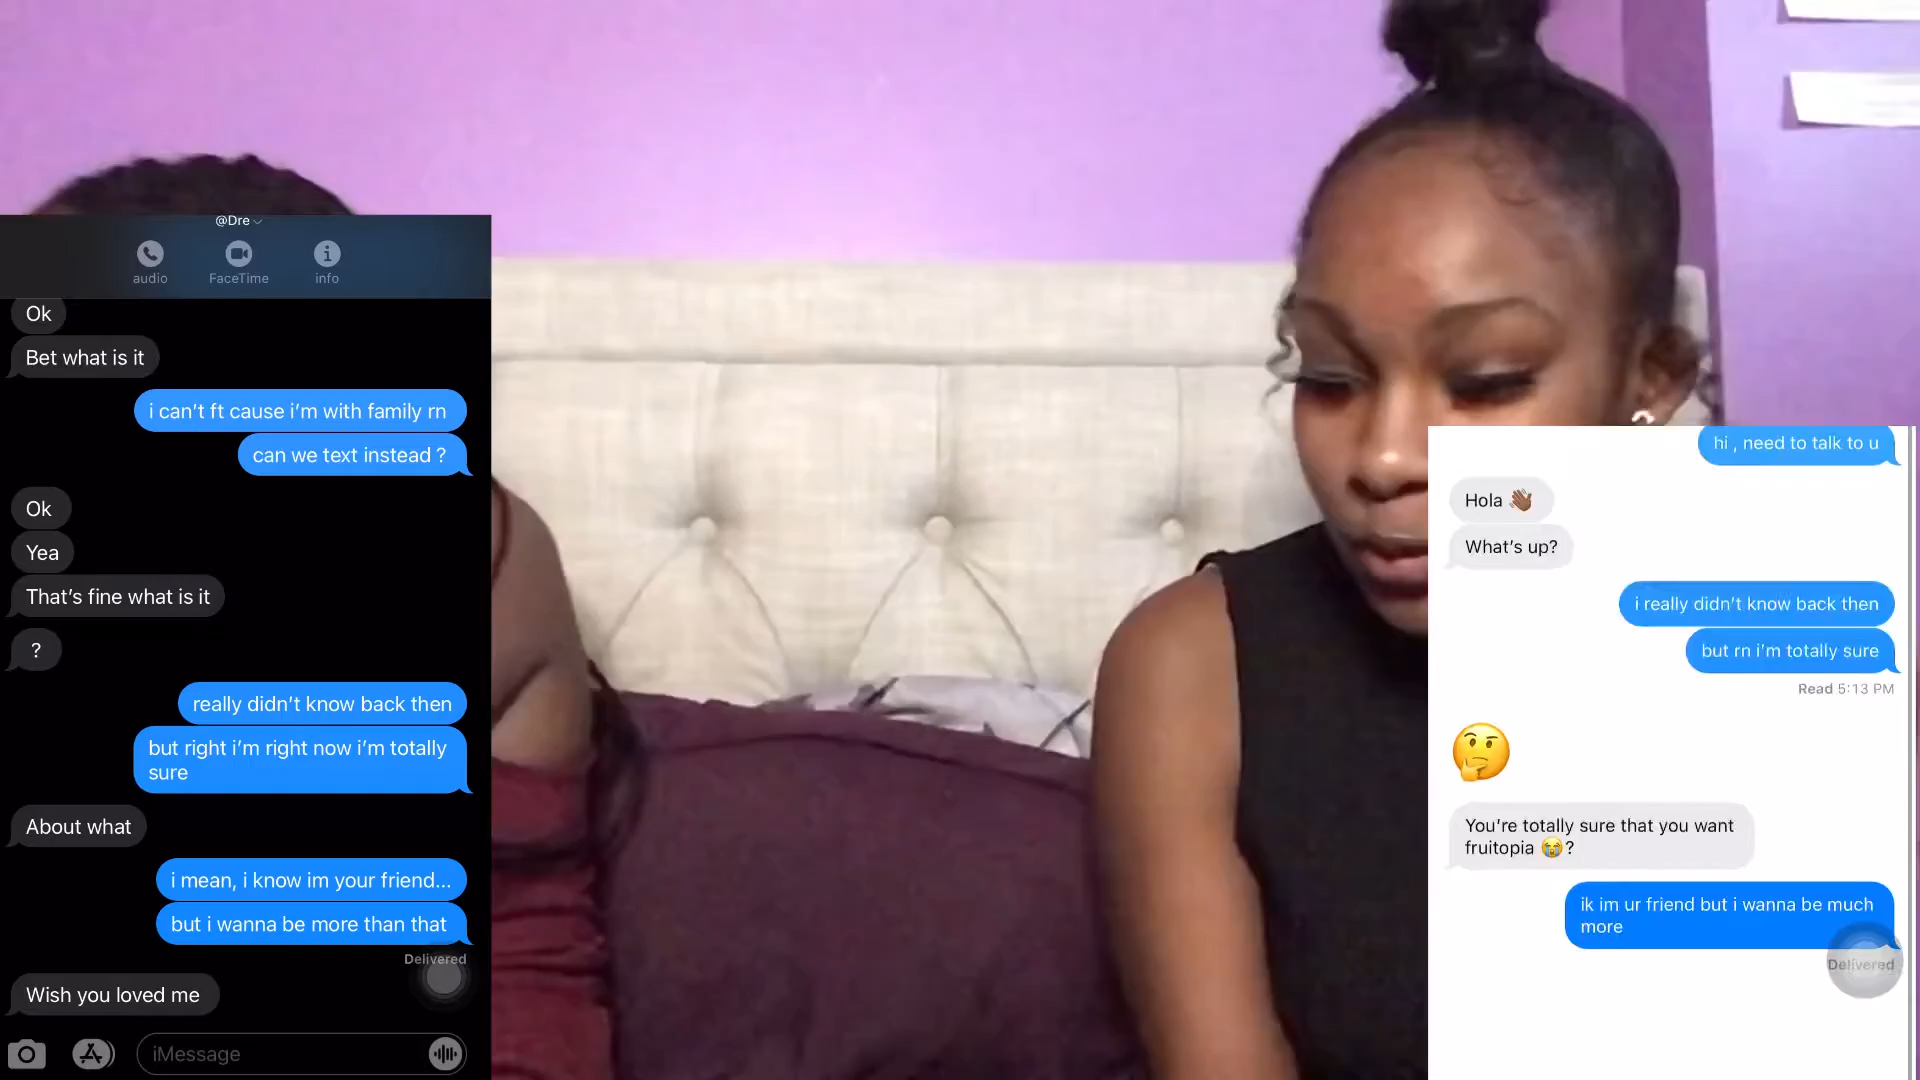 @Dre
audio FaceTime info
Ok
Bet what is it
i can’t ft cause i’m with family rn
can we text instead ?
Ok
Yea
That’s fine what is it
?
really didn’t know back then
but right i’m right now i’m totally
sure
About what
i mean, i know im your friend...
but i wanna be more than that
Delivered
Wish you loved me
iMessage
hi , need to talk to u
Hola 👋🏾
What’s up?
i really didn’t know back then
but rn i’m totally sure
Read 5:13 PM
🤔
You’re totally sure that you want
fruitopia 😭?
ik im ur friend but i wanna be much
more
Delivered